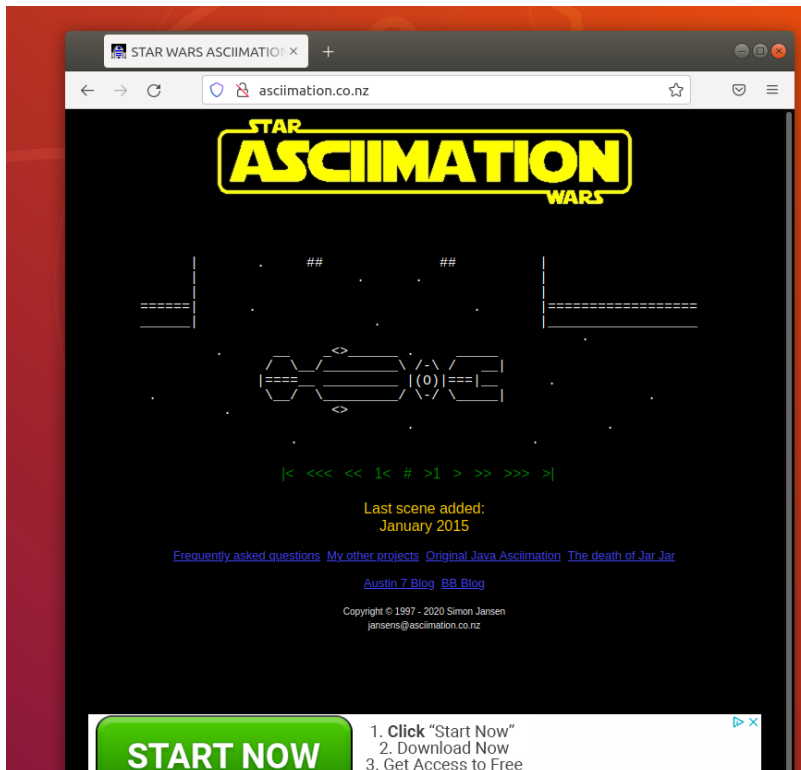 STAR WARS ASCIIMATION
asciimation.co.nz
STAR
ASCIIMATION
WARS
|< <<< << 1< # >1 > >> >>> >|
Last scene added:
January 2015
Frequently asked questions My other projects Original Java Asciimation The death of Jar Jar
Austin 7 Blog BB Blog
Copyright © 1997 - 2020 Simon Jansen
jansens@asciimation.co.nz
START NOW
1. Click “Start Now”
2. Download Now
3. Get Access to Free